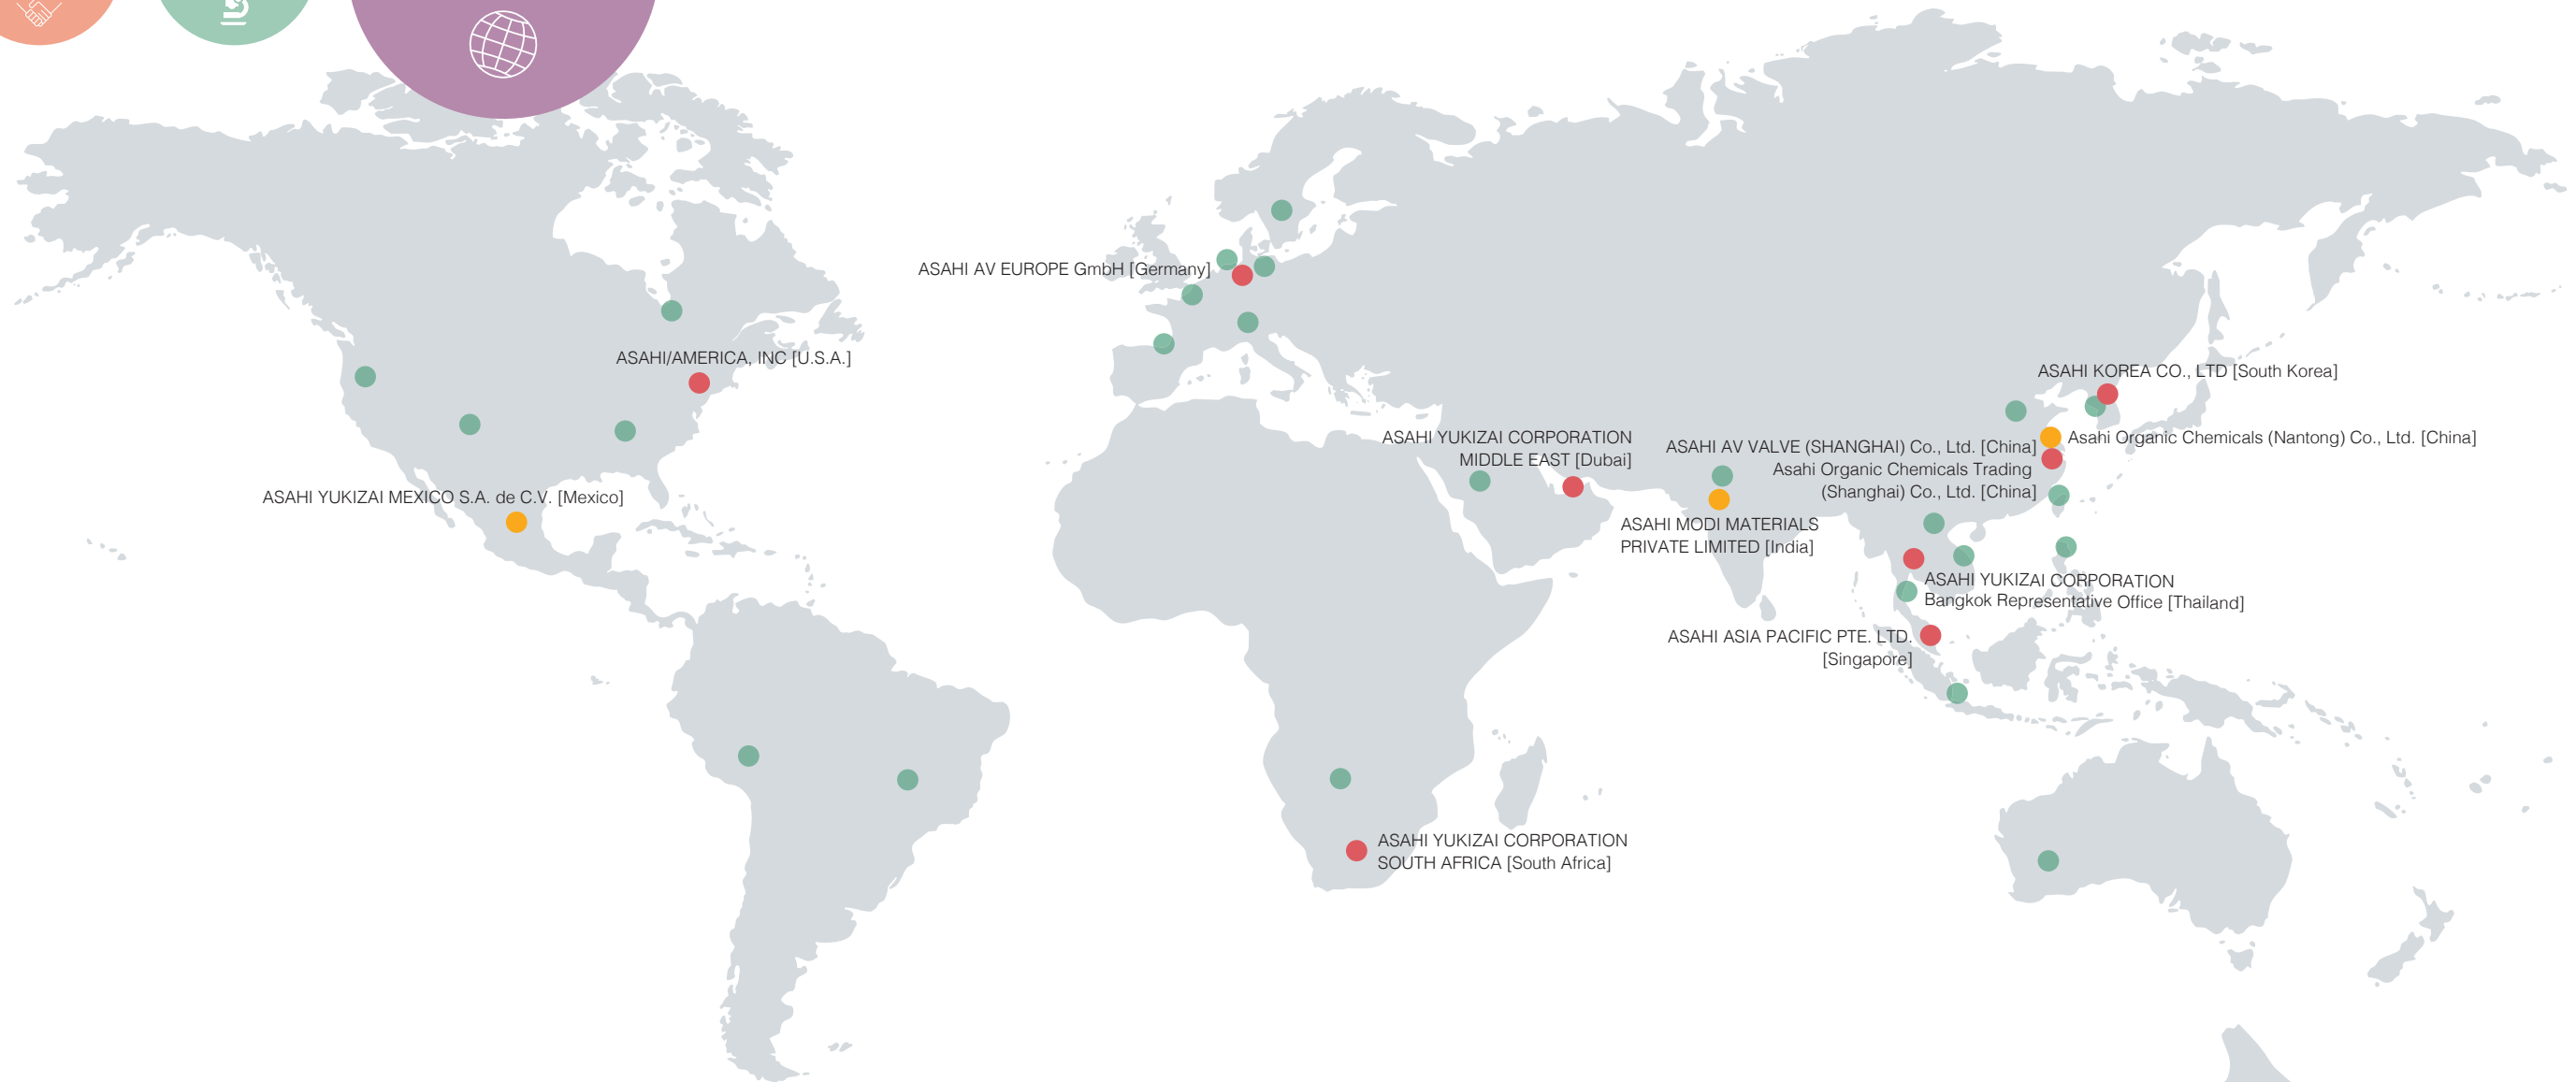 ASAHI AV EUROPE GmbH [Germany]
ASAHI/AMERICA, INC [U.S.A.]
ASAHI KOREA CO., LTD [South Korea]
ASAHI YUKIZAI CORPORATION
MIDDLE EAST [Dubai]
ASAHI AV VALVE (SHANGHAI) Co., Ltd. [China]
Asahi Organic Chemicals Trading
(Shanghai) Co., Ltd. [China]
Asahi Organic Chemicals (Nantong) Co., Ltd. [China]
ASAHI YUKIZAI MEXICO S.A. de C.V. [Mexico]
ASAHI MODI MATERIALS
PRIVATE LIMITED [India]
ASAHI YUKIZAI CORPORATION
Bangkok Representative Office [Thailand]
ASAHI ASIA PACIFIC PTE. LTD.
[Singapore]
ASAHI YUKIZAI CORPORATION
SOUTH AFRICA [South Africa]